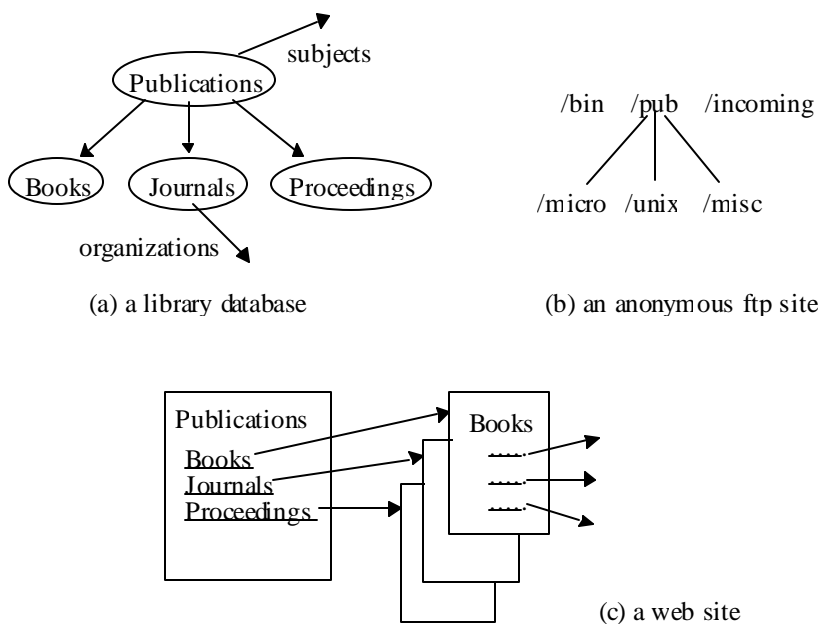 subjects
Publications
Books Journals Proceedings
organizations
(a) a library database
/bin /pub /incoming
/micro /unix /misc
(b) an anonymous ftp site
Publications
Books
Journals
Proceedings
Books
.....
.....
.....
(c) a web site